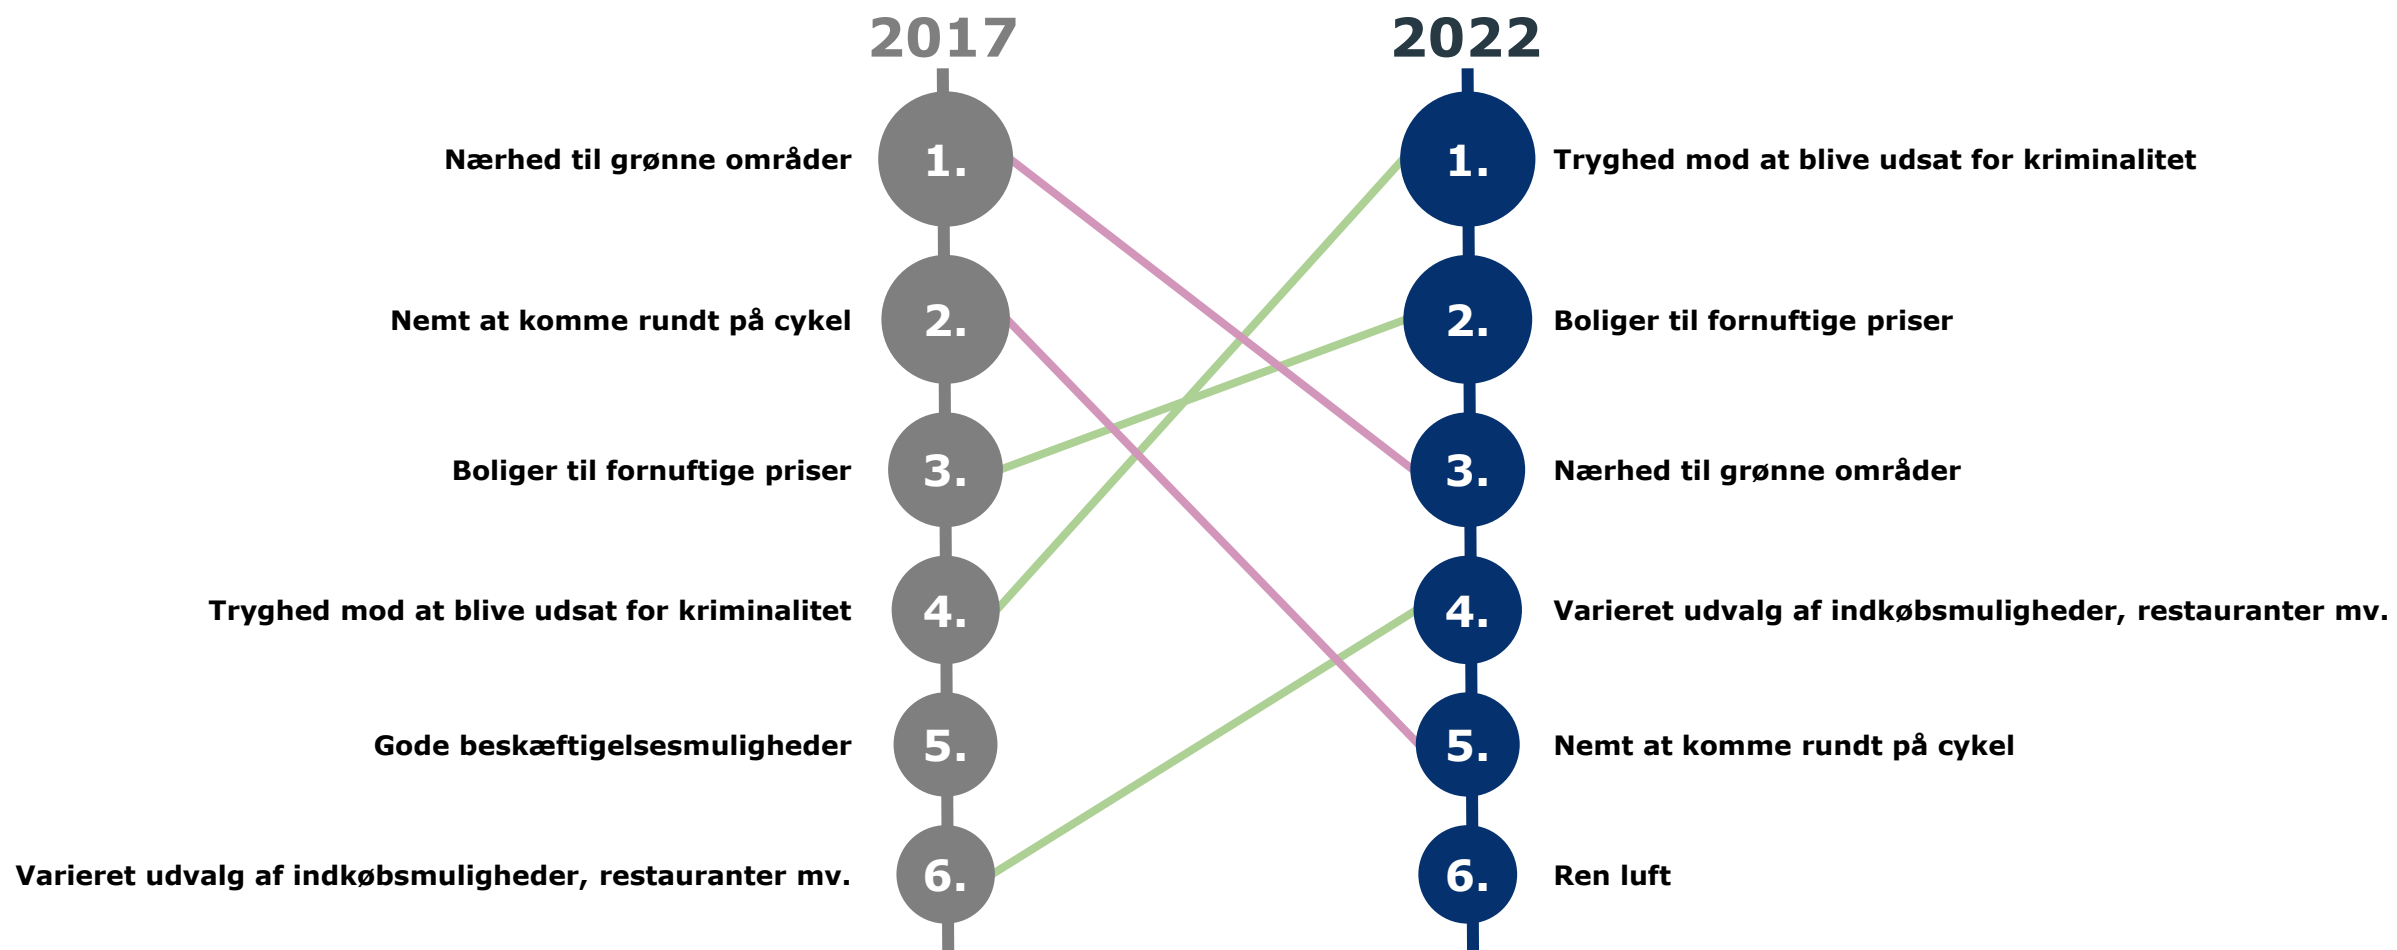 2017
2022
Nærhed til grønne områder
1.
1.
Tryghed mod at blive udsat for kriminalitet
Nemt at komme rundt på cykel
2.
2.
Boliger til fornuftige priser
Boliger til fornuftige priser
3.
3.
Nærhed til grønne områder
Tryghed mod at blive udsat for kriminalitet
4.
4.
Varieret udvalg af indkøbsmuligheder, restauranter mv.
Gode beskæftigelsesmuligheder
5.
5.
Nemt at komme rundt på cykel
Varieret udvalg af indkøbsmuligheder, restauranter mv.
6.
6.
Ren luft